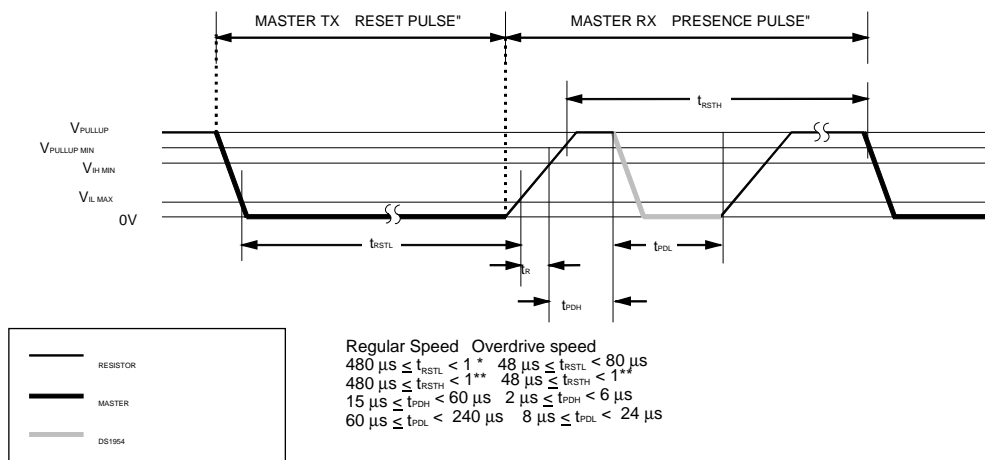 MASTER TX RESET PULSE" MASTER RX PRESENCE PULSE"
tRSTH
VPULLUP
VPULLUP MIN
VIH MIN
VIL MAX
0V
tRSTL
tPDL
tR
tPDH
RESISTOR
MASTER
DS1954
Regular Speed Overdrive speed
480 μs ≤ tRSTL < 1 * 48 μs ≤ tRSTL < 80 μs
480 μs ≤ tRSTH < 1** 48 μs ≤ tRSTH < 1**
15 μs ≤ tPDH < 60 μs 2 μs ≤ tPDH < 6 μs
60 μs ≤ tPDL < 240 μs 8 μs ≤ tPDL < 24 μs